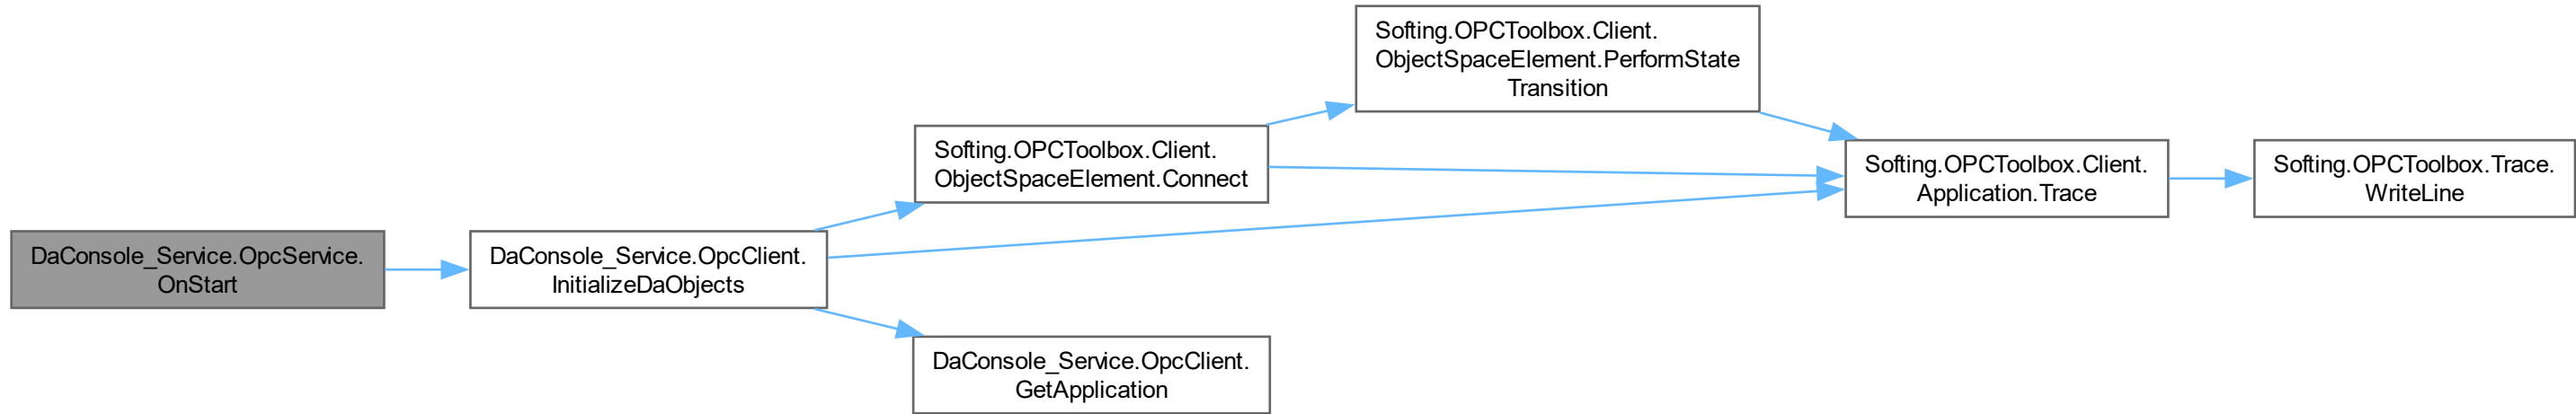 DaConsole_Service.OpcService.
OnStart
DaConsole_Service.OpcClient.
InitializeDaObjects
Softing.OPCToolbox.Client.
ObjectSpaceElement.Connect
Softing.OPCToolbox.Client.
ObjectSpaceElement.PerformState
Transition
Softing.OPCToolbox.Client.
Application.Trace
Softing.OPCToolbox.Trace.
WriteLine
DaConsole_Service.OpcClient.
GetApplication